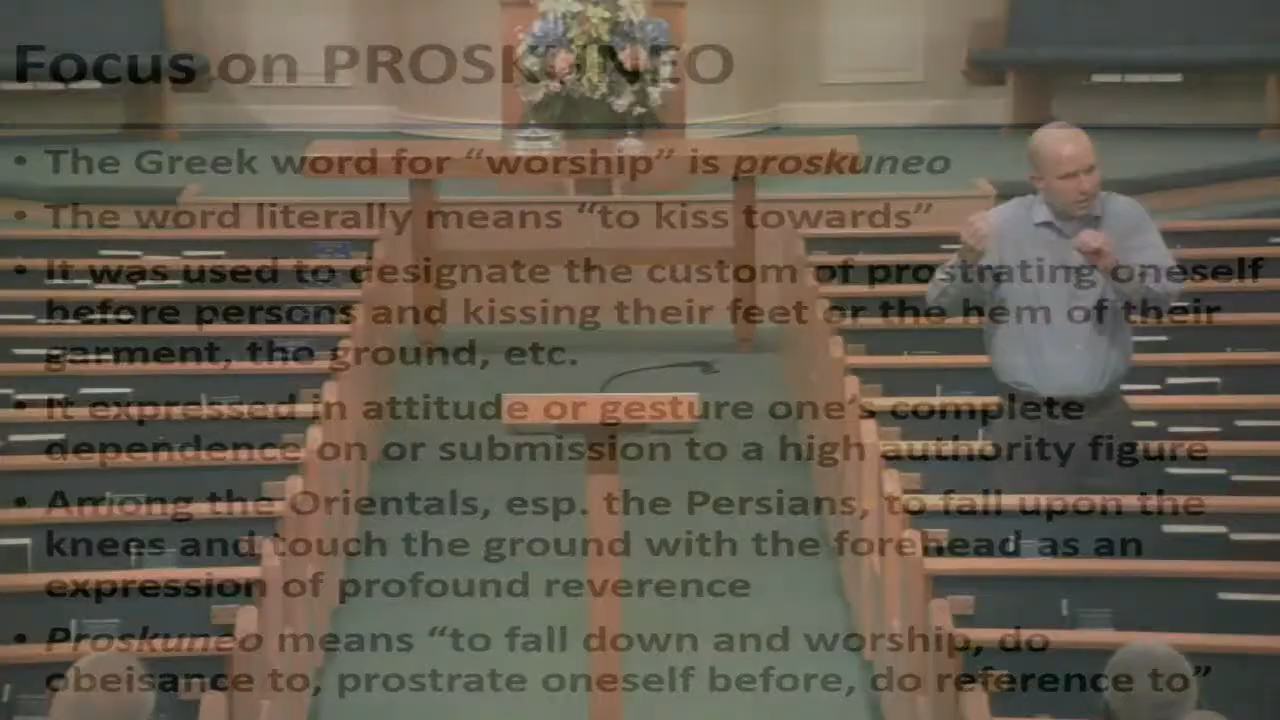 Focus on PROSKUNEO
• The Greek word for “worship” is proskuneo
• The word literally means “to kiss towards”
• It was used to designate the custom of prostrating oneself
before persons and kissing their feet or the hem of their
garment, the ground, etc.
• It expressed in attitude or gesture one’s complete
dependence on or submission to a high authority figure
• Among the Orientals, esp. the Persians, to fall upon the
knees and touch the ground with the forehead as an
expression of profound reverence
• Proskuneo means “to fall down and worship, do
obeisance to, prostrate oneself before, do reference to”